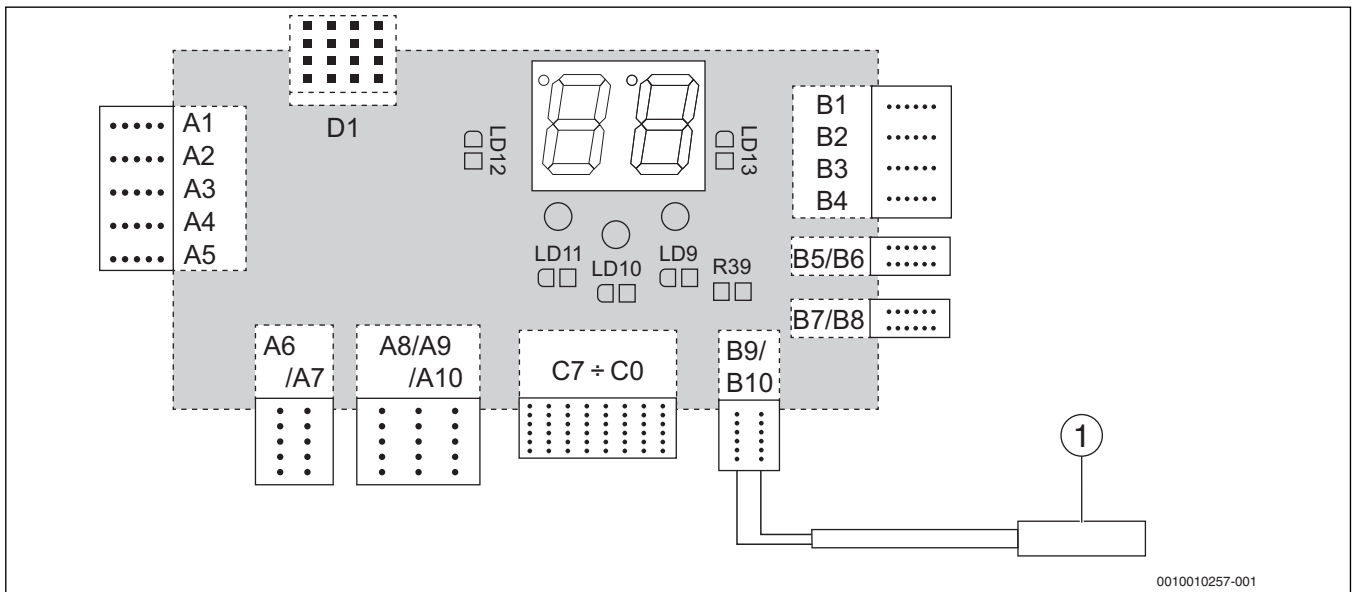 D1
A1
A2
A3
A4
A5
LD12
88
LD13
B1
B2
B3
B4
B5/B6
B7/B8
LD11
LD10
LD9
R39
A6
/A7
A8/A9
/A10
C7 ÷ C0
B9/
B10
1
0010010257-001